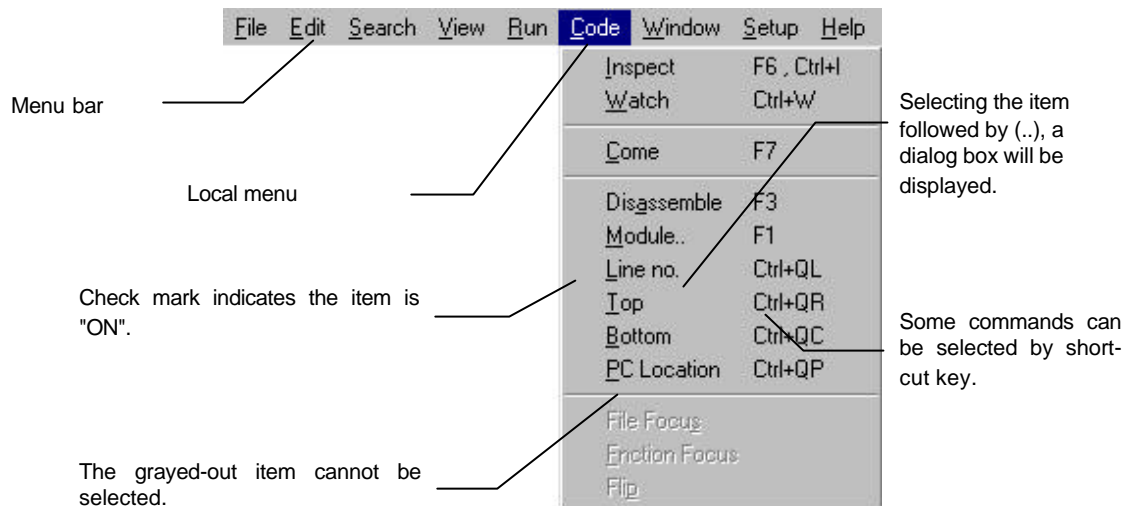 File Edit Search View Run Code Window Setup Help
Inspect F6 , Ctrl+I
Watch Ctrl+W
Come F7
Disassemble F3
Module.. F1
Line no. Ctrl+QL
Top Ctrl+QR
Bottom Ctrl+QC
PC Location Ctrl+QP
File Focus
Fnction Focus
Flip
Menu bar
Local menu
Check mark indicates the item is
"ON".
The grayed-out item cannot be
selected.
Selecting the item
followed by (..), a
dialog box will be
displayed.
Some commands can
be selected by short-
cut key.